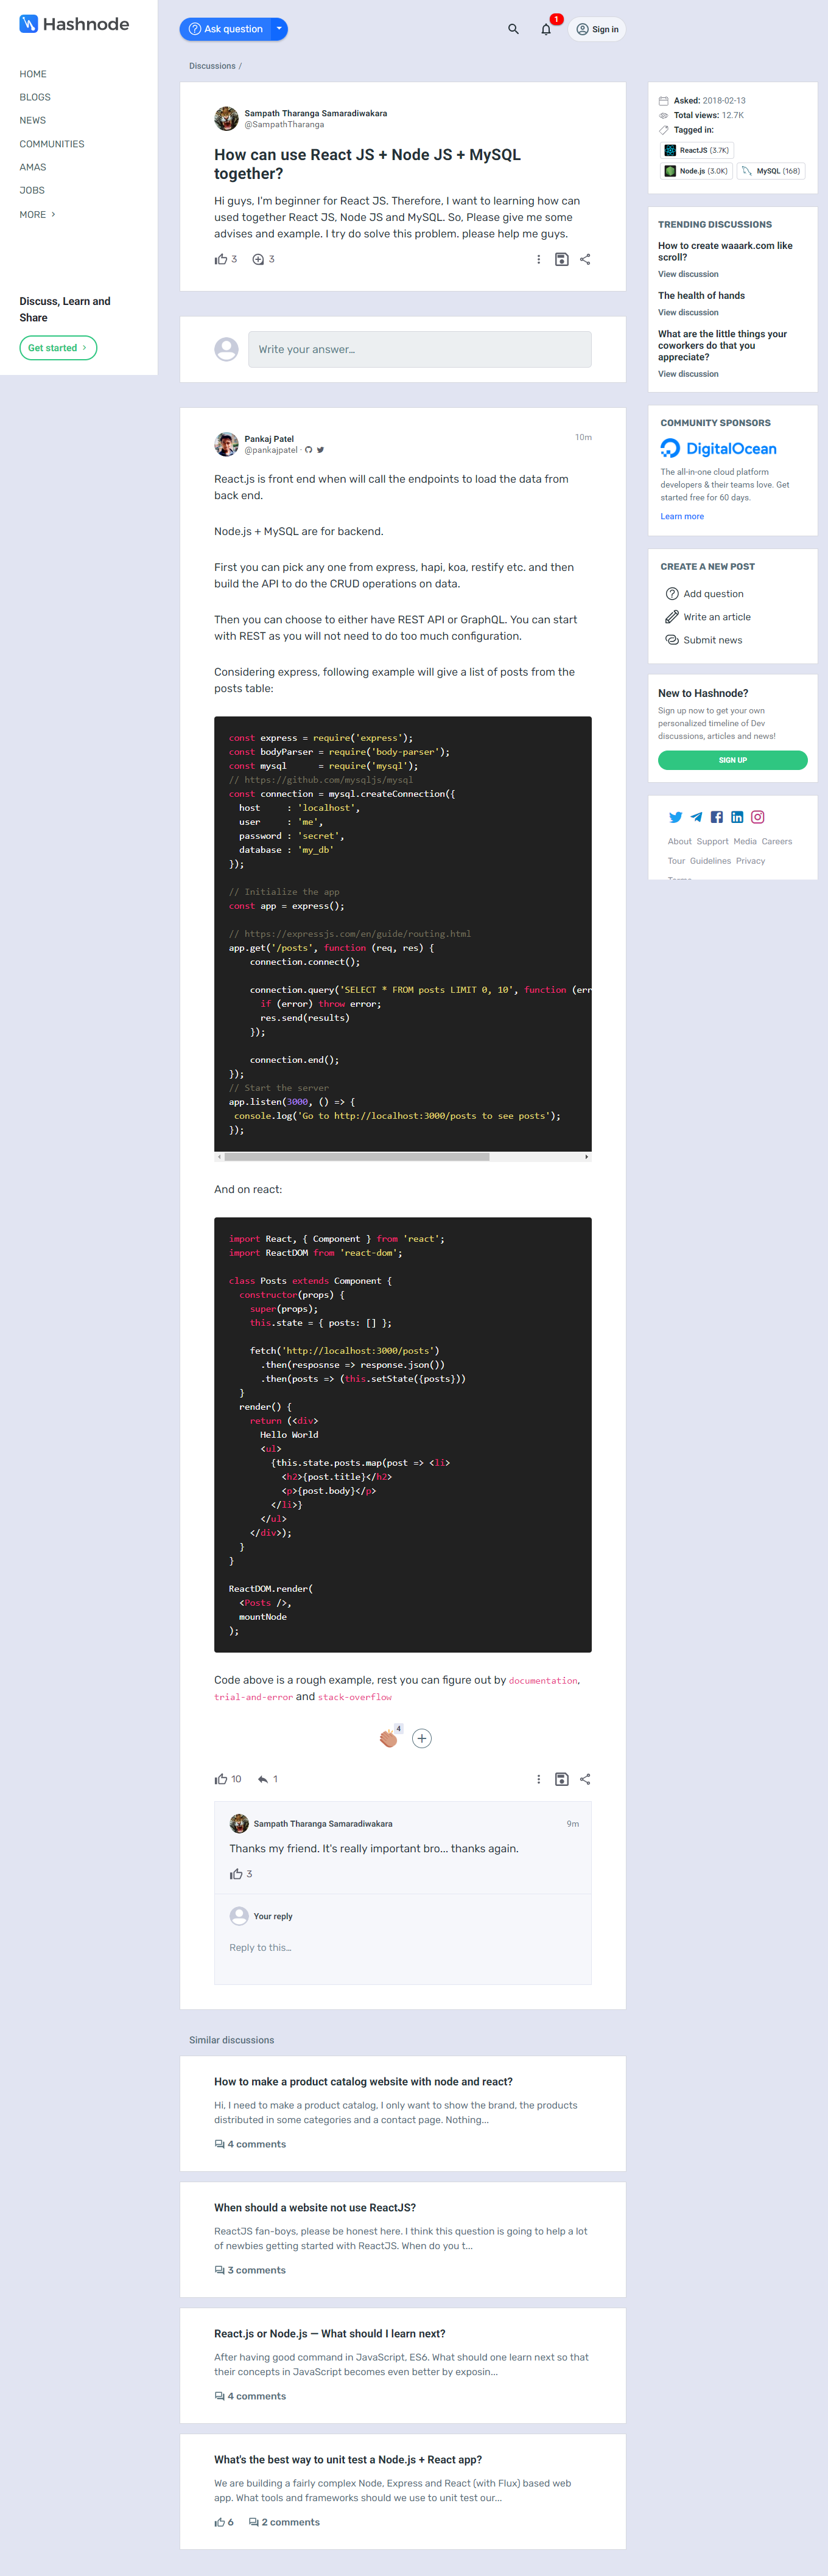 Hashnode
HOME
BLOGS
NEWS
COMMUNITIES
AMAS
JOBS
MORE
Discuss, Learn and
Share
Get started
Ask question
1
Sign in
Discussions /
Sampath Tharanga Samaradiwakara
@SampathTharanga
How can use React JS + Node JS + MySQL
together?
Hi guys, I'm beginner for React JS. Therefore, I want to learning how can
used together React JS, Node JS and MySQL. So, Please give me some
advises and example. I try do solve this problem. please help me guys.
3 3
Write your answer...
Pankaj Patel
@pankajpatel ·
10m
React.js is front end when will call the endpoints to load the data from
back end.
Node.js + MySQL are for backend.
First you can pick any one from express, hapi, koa, restify etc. and then
build the API to do the CRUD operations on data.
Then you can choose to either have REST API or GraphQL. You can start
with REST as you will not need to do too much configuration.
Considering express, following example will give a list of posts from the
posts table:
const express = require('express');
const bodyParser = require('body-parser');
const mysql      = require('mysql');
// https://github.com/mysqljs/mysql
const connection = mysql.createConnection({
  host     : 'localhost',
  user     : 'me',
  password : 'secret',
  database : 'my_db'
});
// Initialize the app
const app = express();
// https://expressjs.com/en/guide/routing.html
app.get('/posts', function (req, res) {
    connection.connect();
    connection.query('SELECT * FROM posts LIMIT 0, 10', function (err
      if (error) throw error;
      res.send(results)
    });
    connection.end();
});
// Start the server
app.listen(3000, () => {
 console.log('Go to http://localhost:3000/posts to see posts');
});
And on react:
import React, { Component } from 'react';
import ReactDOM from 'react-dom';
class Posts extends Component {
  constructor(props) {
    super(props);
    this.state = { posts: [] };
    fetch('http://localhost:3000/posts')
      .then(resposnse => response.json())
      .then(posts => (this.setState({posts}))
  }
  render() {
    return (<div>
      Hello World
      <ul>
        {this.state.posts.map(post => <li>
          <h2>{post.title}</h2>
          <p>{post.body}</p>
        </li>}
      </ul>
    </div>);
  }
}
ReactDOM.render(
  <Posts />,
  mountNode
);
Code above is a rough example, rest you can figure out by documentation,
trial-and-error and stack-overflow
4
10 1
Sampath Tharanga Samaradiwakara
9m
Thanks my friend. It's really important bro... thanks again.
3
Your reply
Reply to this...
Similar discussions
How to make a product catalog website with node and react?
Hi, I need to make a product catalog, I only want to show the brand, the products
distributed in some categories and a contact page. Nothing...
4 comments
When should a website not use ReactJS?
ReactJS fan-boys, please be honest here. I think this question is going to help a lot
of newbies getting started with ReactJS. When do you t...
3 comments
React.js or Node.js — What should I learn next?
After having good command in JavaScript, ES6. What should one learn next so that
their concepts in JavaScript becomes even better by exposin...
4 comments
What's the best way to unit test a Node.js + React app?
We are building a fairly complex Node, Express and React (with Flux) based web
app. What tools and frameworks should we use to unit test our...
6 2 comments
Asked: 2018-02-13
Total views: 12.7K
Tagged in:
ReactJS (3.7K)
Node.js (3.0K) MySQL (168)
TRENDING DISCUSSIONS
How to create waaark.com like
scroll?
View discussion
The health of hands
View discussion
What are the little things your
coworkers do that you
appreciate?
View discussion
COMMUNITY SPONSORS
DigitalOcean
The all-in-one cloud platform
developers & their teams love. Get
started free for 60 days.
Learn more
CREATE A NEW POST
Add question
Write an article
Submit news
New to Hashnode?
Sign up now to get your own
personalized timeline of Dev
discussions, articles and news!
SIGN UP
About Support Media Careers
Tour Guidelines Privacy